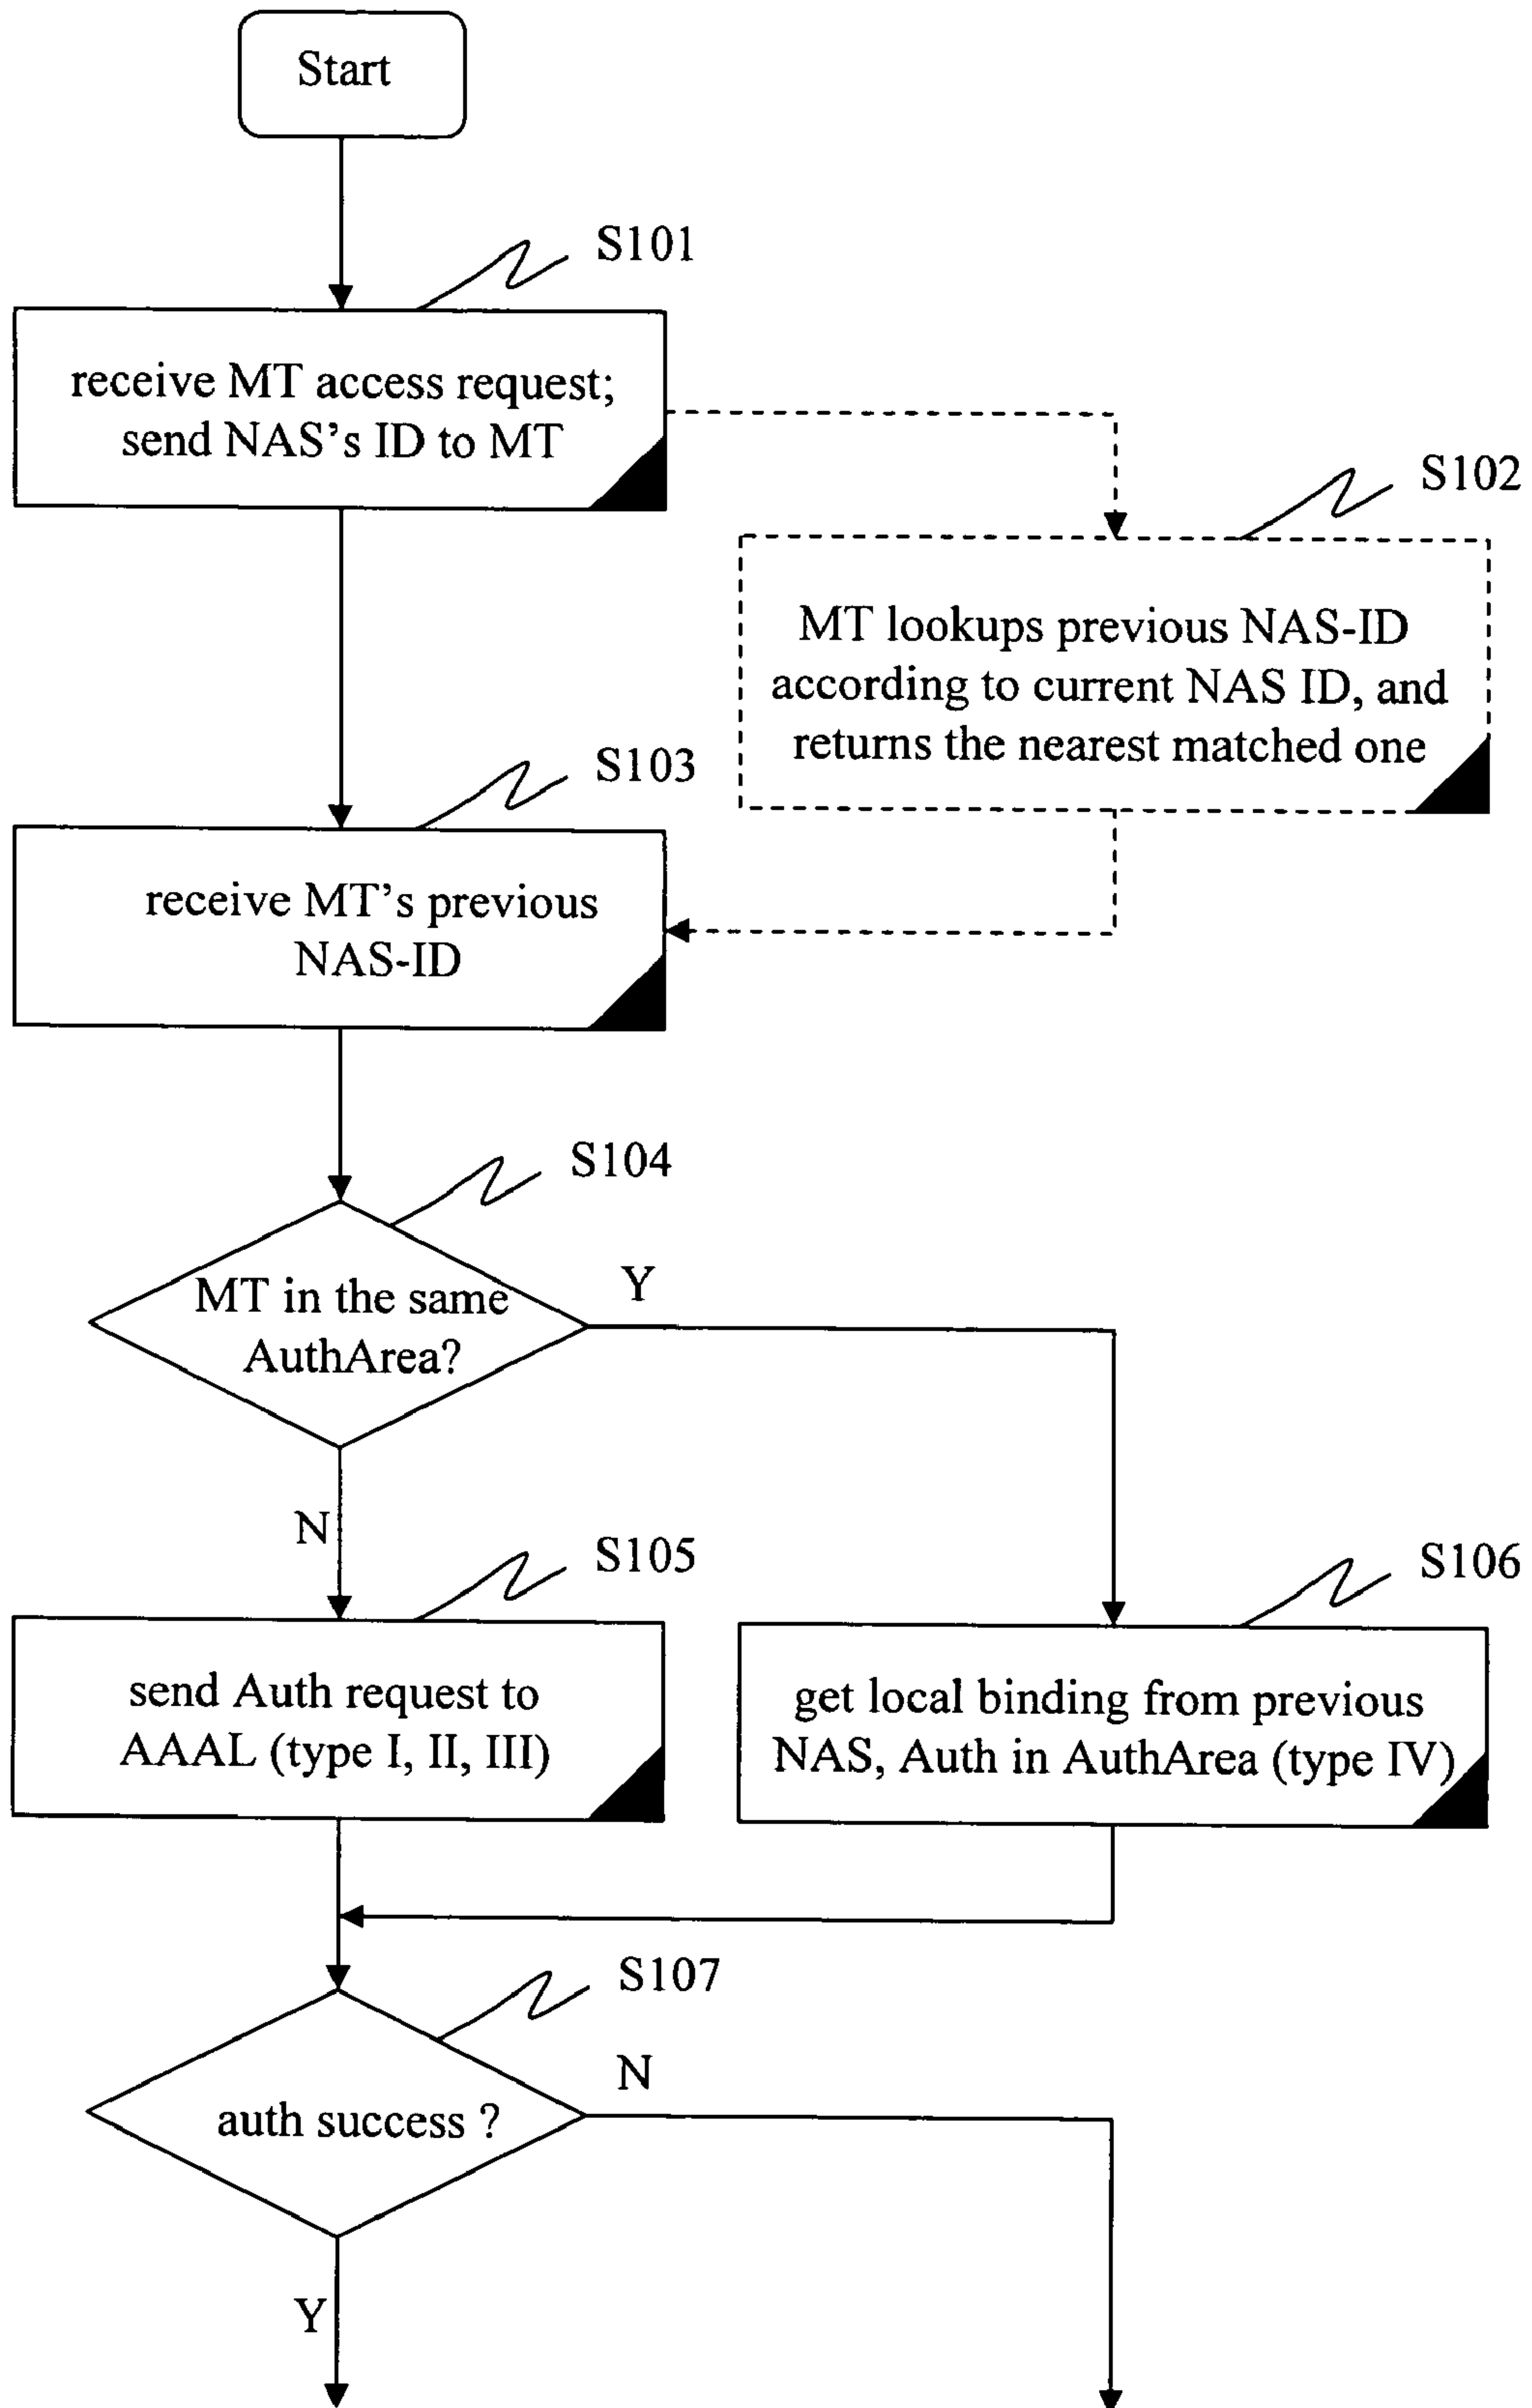 Start
S101
receive MT access request;
send NAS's ID to MT
S102
MT lookups previous NAS-ID
according to current NAS ID, and
returns the nearest matched one
S103
receive MT's previous
NAS-ID
S104
MT in the same
AuthArea?
Y
N
S105
send Auth request to
AAAL (type I, II, III)
S106
get local binding from previous
NAS, Auth in AuthArea (type IV)
S107
auth success ?
N
Y